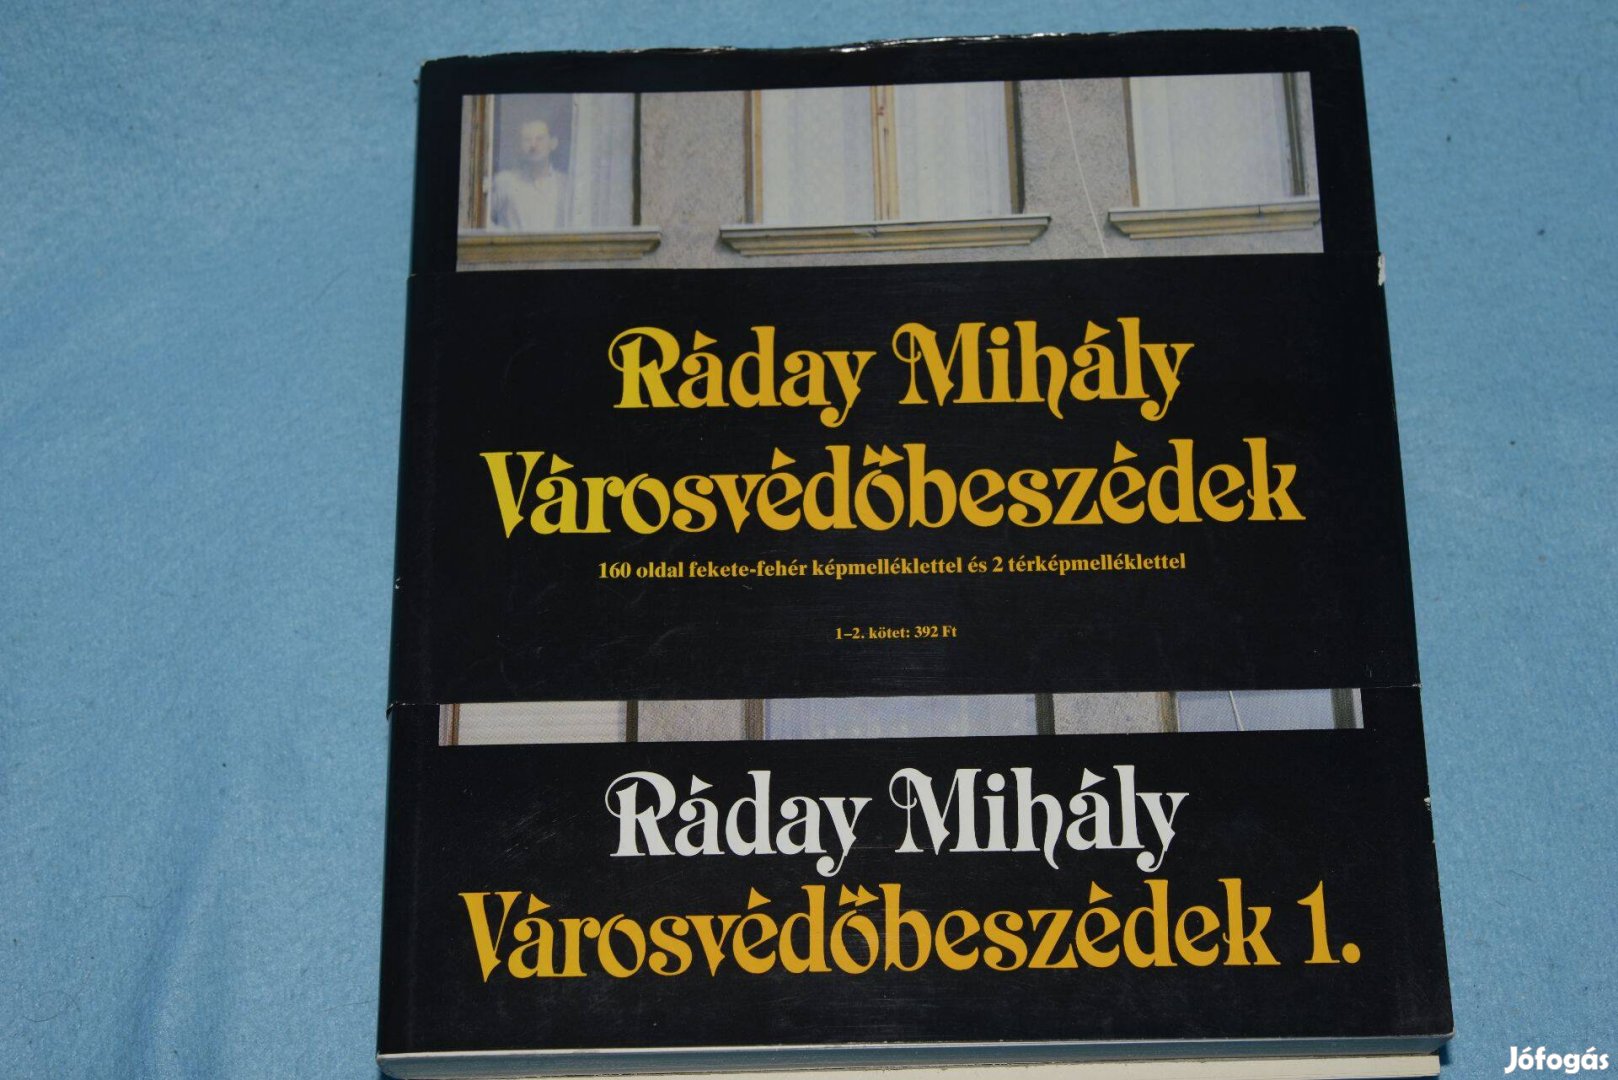 Ráday Mihály
Városvédőbeszédek
160 oldal fekete-fehér képmelléklettel és 2 térképmelléklettel
1–2. kötet: 392 Ft
Ráday Mihály
Városvédőbeszédek 1.
Jófogás